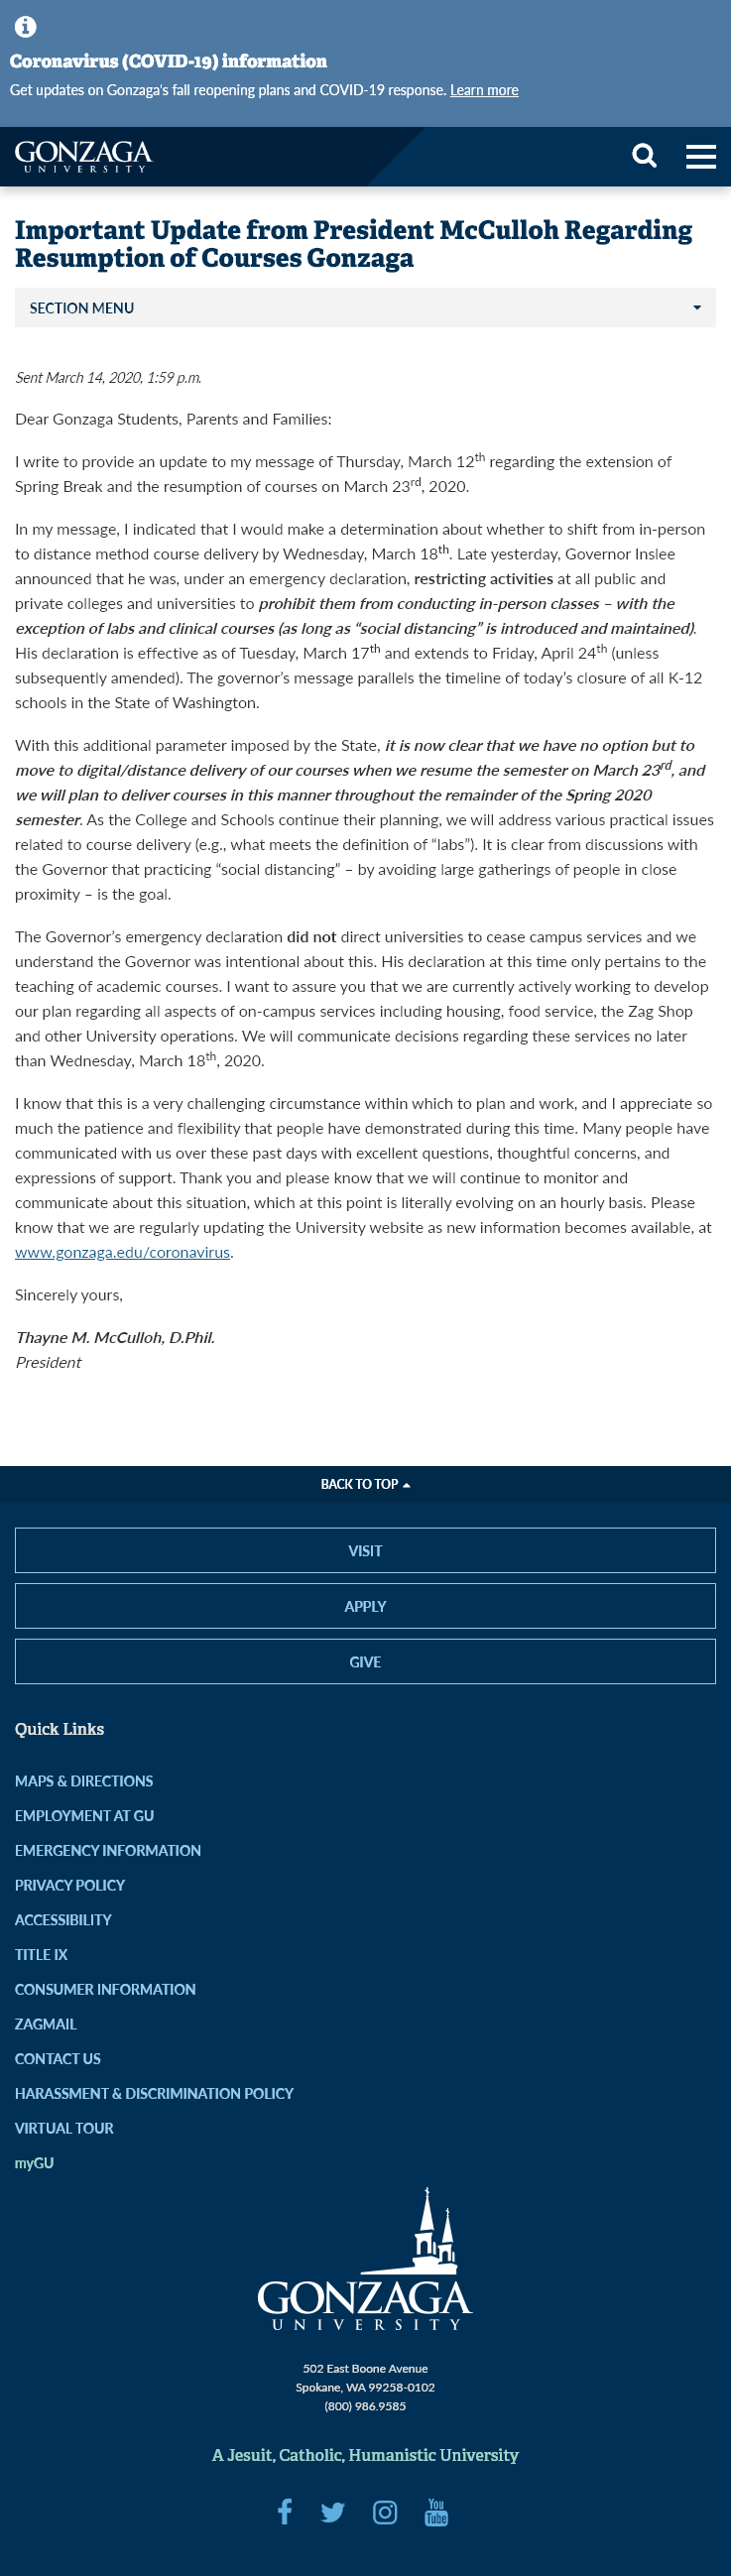 Coronavirus (COVID-19) information
Get updates on Gonzaga's fall reopening plans and COVID-19 response. Learn more
GONZAGA
UNIVERSITY
Important Update from President McCulloh Regarding
Resumption of Courses Gonzaga
SECTION MENU
Sent March 14, 2020, 1:59 p.m.
Dear Gonzaga Students, Parents and Families:
I write to provide an update to my message of Thursday, March 12th regarding the extension of
Spring Break and the resumption of courses on March 23rd, 2020.
In my message, I indicated that I would make a determination about whether to shift from in-person
to distance method course delivery by Wednesday, March 18th. Late yesterday, Governor Inslee
announced that he was, under an emergency declaration, restricting activities at all public and
private colleges and universities to prohibit them from conducting in-person classes – with the
exception of labs and clinical courses (as long as “social distancing” is introduced and maintained).
His declaration is effective as of Tuesday, March 17th and extends to Friday, April 24th (unless
subsequently amended). The governor’s message parallels the timeline of today’s closure of all K-12
schools in the State of Washington.
With this additional parameter imposed by the State, it is now clear that we have no option but to
move to digital/distance delivery of our courses when we resume the semester on March 23rd, and
we will plan to deliver courses in this manner throughout the remainder of the Spring 2020
semester. As the College and Schools continue their planning, we will address various practical issues
related to course delivery (e.g., what meets the definition of “labs”). It is clear from discussions with
the Governor that practicing “social distancing” – by avoiding large gatherings of people in close
proximity – is the goal.
The Governor’s emergency declaration did not direct universities to cease campus services and we
understand the Governor was intentional about this. His declaration at this time only pertains to the
teaching of academic courses. I want to assure you that we are currently actively working to develop
our plan regarding all aspects of on-campus services including housing, food service, the Zag Shop
and other University operations. We will communicate decisions regarding these services no later
than Wednesday, March 18th, 2020.
I know that this is a very challenging circumstance within which to plan and work, and I appreciate so
much the patience and flexibility that people have demonstrated during this time. Many people have
communicated with us over these past days with excellent questions, thoughtful concerns, and
expressions of support. Thank you and please know that we will continue to monitor and
communicate about this situation, which at this point is literally evolving on an hourly basis. Please
know that we are regularly updating the University website as new information becomes available, at
www.gonzaga.edu/coronavirus.
Sincerely yours,
Thayne M. McCulloh, D.Phil.
President
BACK TO TOP
VISIT
APPLY
GIVE
Quick Links
MAPS & DIRECTIONS
EMPLOYMENT AT GU
EMERGENCY INFORMATION
PRIVACY POLICY
ACCESSIBILITY
TITLE IX
CONSUMER INFORMATION
ZAGMAIL
CONTACT US
HARASSMENT & DISCRIMINATION POLICY
VIRTUAL TOUR
myGU
GONZAGA
UNIVERSITY
502 East Boone Avenue
Spokane, WA 99258-0102
(800) 986.9585
A Jesuit, Catholic, Humanistic University
You
Tube